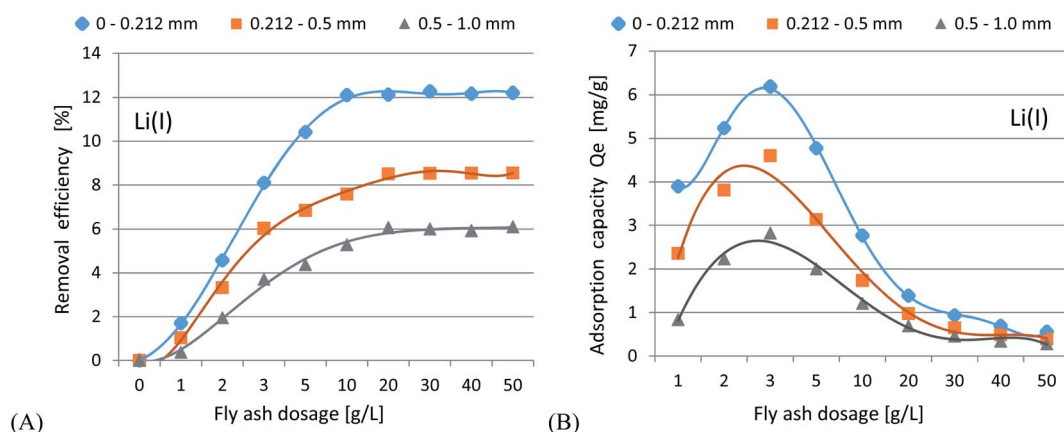 0 - 0.212 mm 0.212 - 0.5 mm 0.5 - 1.0 mm
14
12
10
8
6
4
2
0
Removal efficiency [%]
Li(I)
0 1 2 3 5 10 20 30 40 50
Fly ash dosage [g/L]
(A)
0 - 0.212 mm 0.212 - 0.5 mm 0.5 - 1.0 mm
7
6
5
4
3
2
1
0
Adsorption capacity Qe [mg/g]
Li(I)
1 2 3 5 10 20 30 40 50
Fly ash dosage [g/L]
(B)